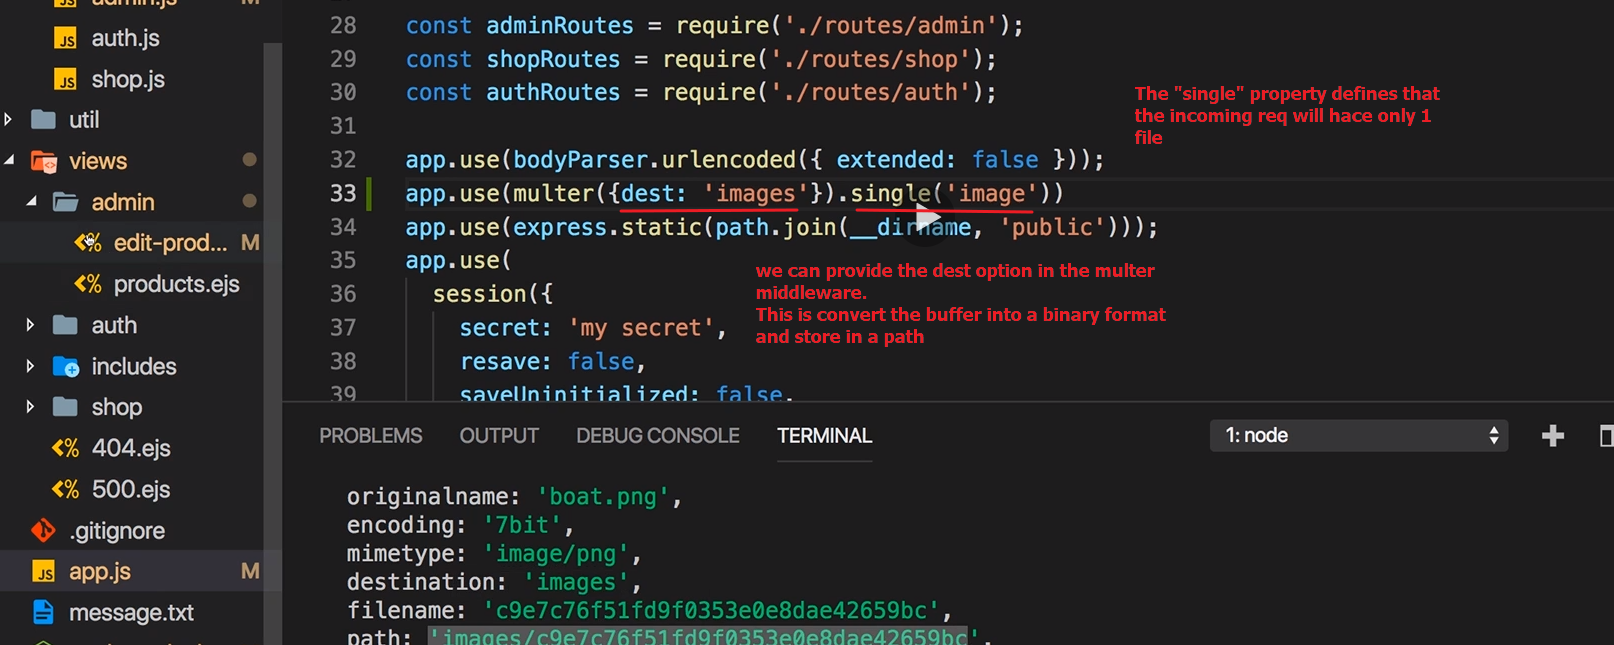 admin.js M
auth.js
shop.js
util
views
admin
edit-prod... M
products.ejs
auth
includes
shop
404.ejs
500.ejs
.gitignore
app.js M
message.txt
28 const adminRoutes = require('./routes/admin');
29 const shopRoutes = require('./routes/shop');
30 const authRoutes = require('./routes/auth');
31
32 app.use(bodyParser.urlencoded({ extended: false }));
33 app.use(multer({dest: 'images'}).single('image'))
34 app.use(express.static(path.join(__dirname, 'public')));
35 app.use(
36 session({
37 secret: 'my secret',
38 resave: false,
39 saveUninitialized: false,
The "single" property defines that
the incoming req will hace only 1
file
we can provide the dest option in the multer
middleware.
This is convert the buffer into a binary format
and store in a path
PROBLEMS OUTPUT DEBUG CONSOLE TERMINAL 1: node
originalname: 'boat.png',
encoding: '7bit',
mimetype: 'image/png',
destination: 'images',
filename: 'c9e7c76f51fd9f0353e0e8dae42659bc',
path: 'images/c9e7c76f51fd9f0353e0e8dae42659bc',